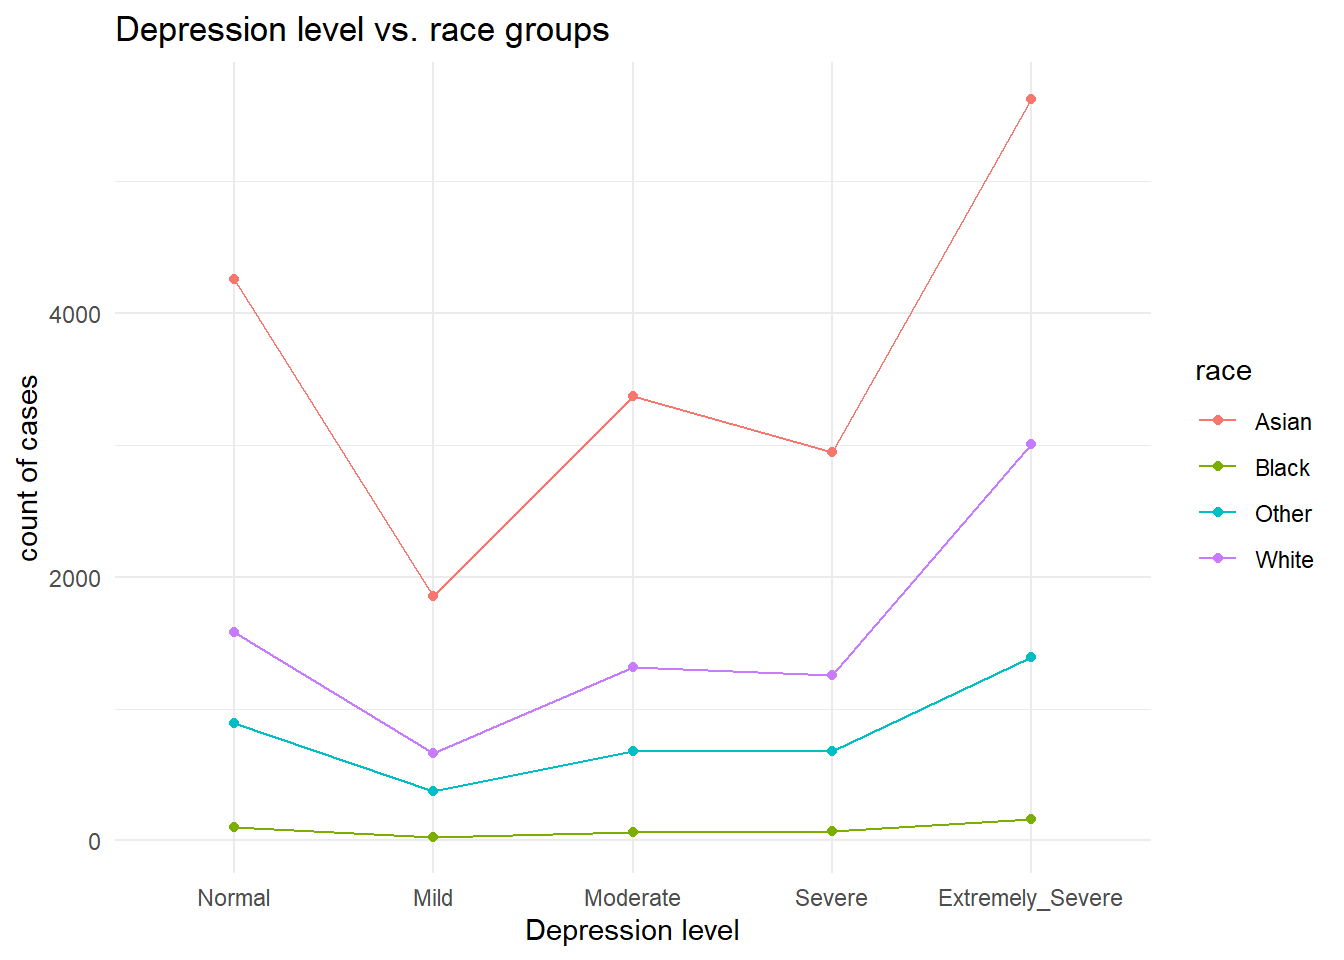 Depression level vs. race groups
count of cases
4000
2000
0
Normal Mild Moderate Severe Extremely_Severe
Depression level
race
Asian
Black
Other
White